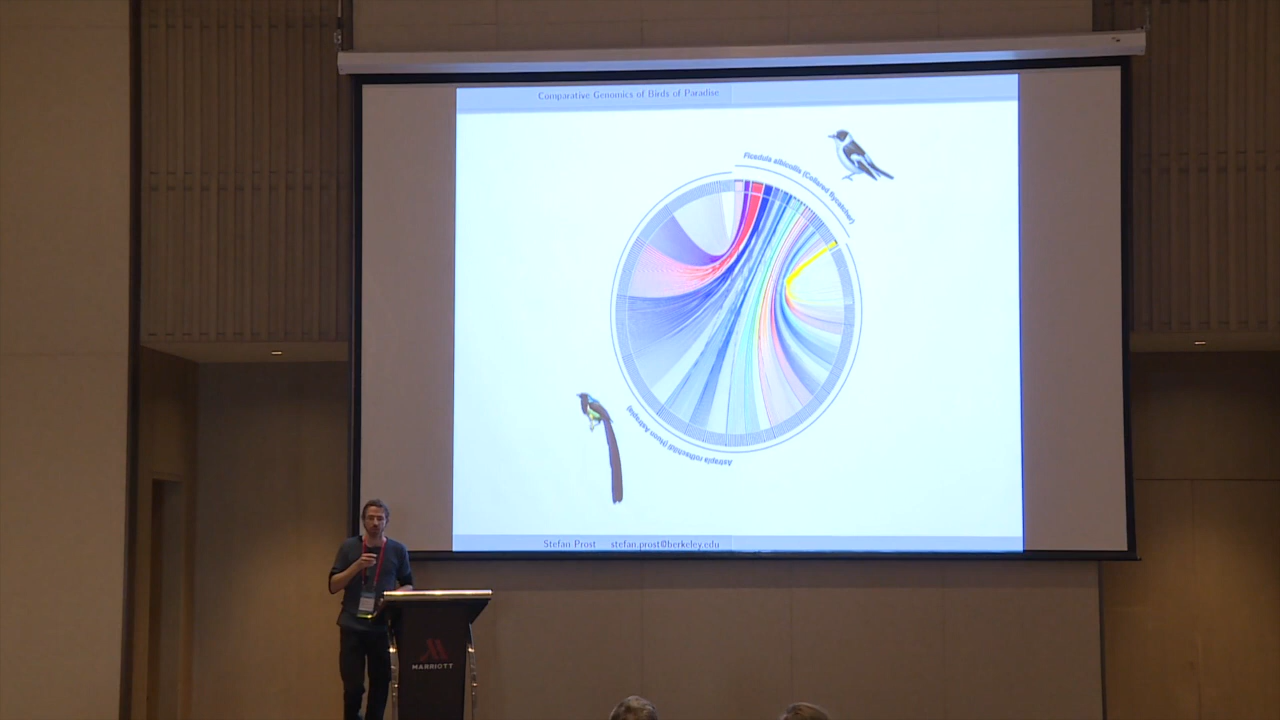 Comparative Genomics of Birds of Paradise
Ficedula albicollis (Collared flycatcher)
Astrapia rothschildi (Huon Astrapia)
Stefan Prost stefan.prost@berkeley.edu
MARRIOTT